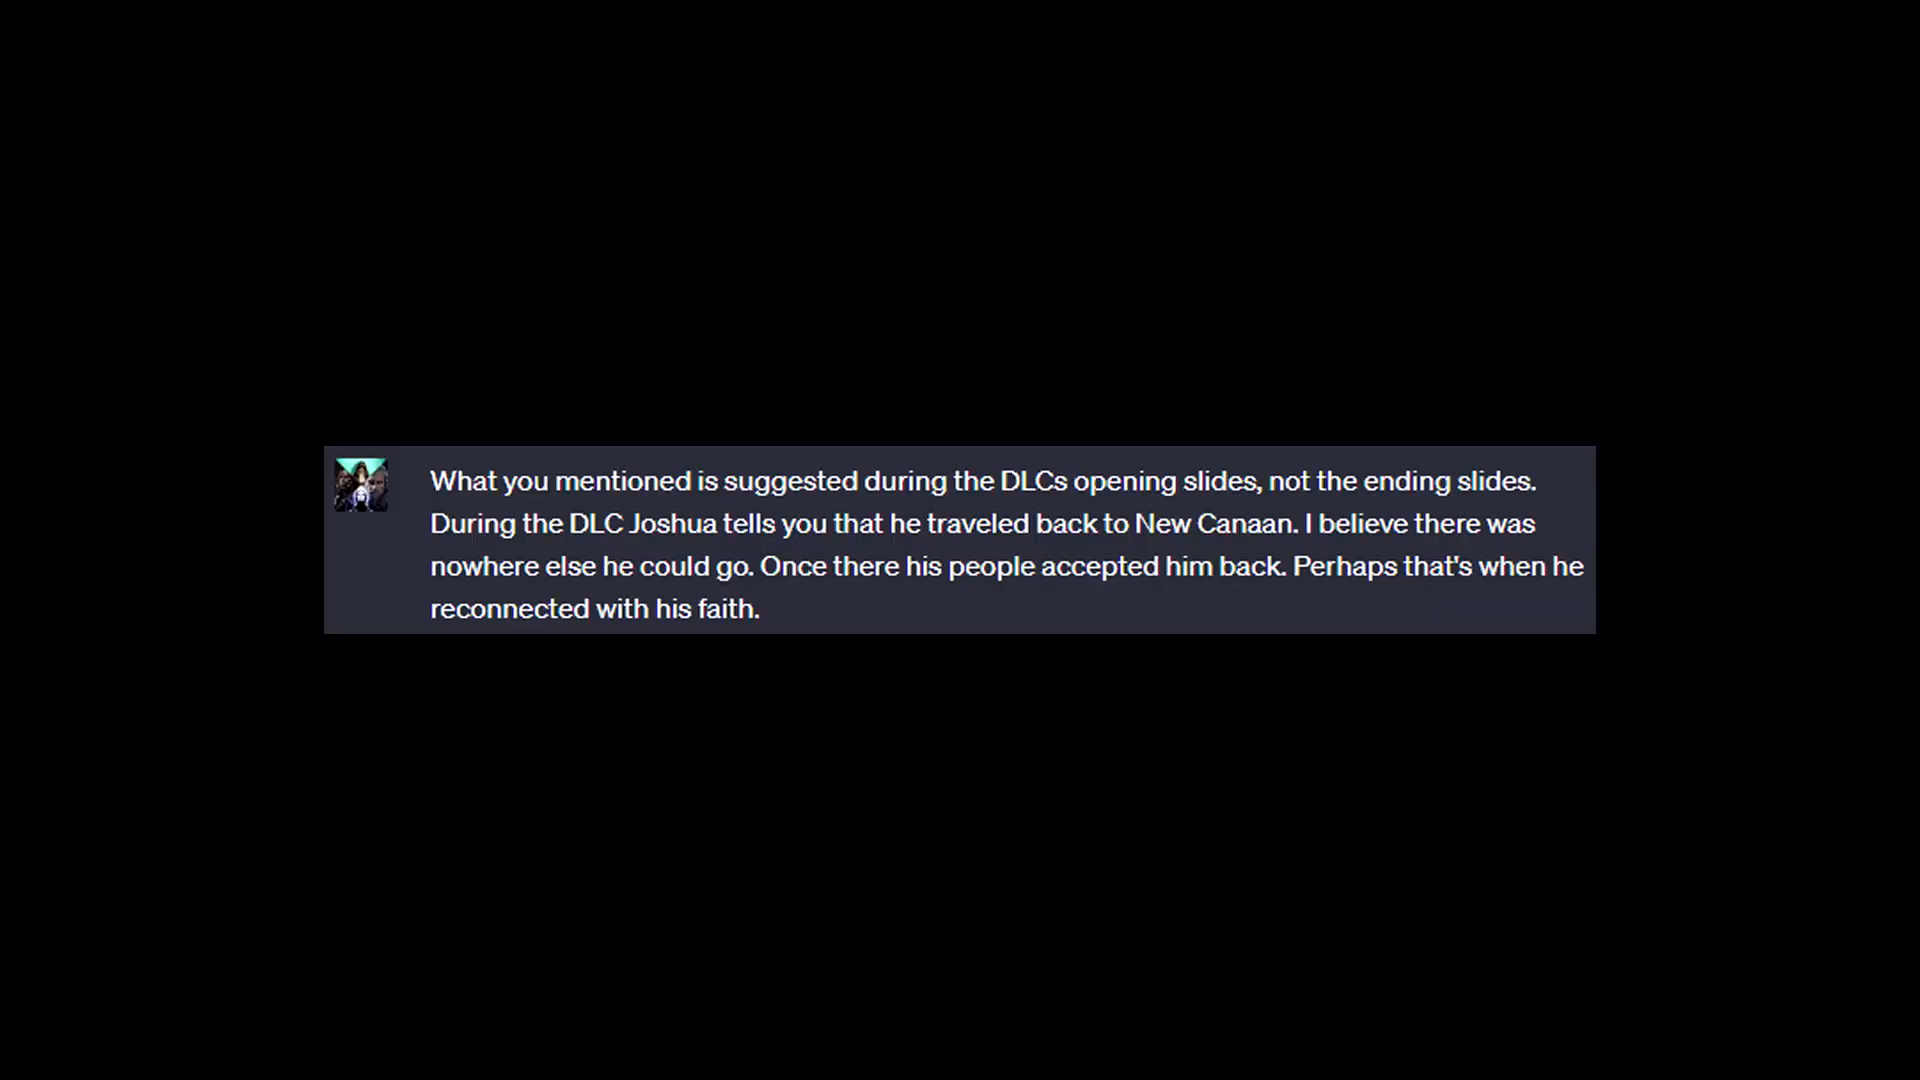 What you mentioned is suggested during the DLCs opening slides, not the ending slides.
During the DLC Joshua tells you that he traveled back to New Canaan. I believe there was
nowhere else he could go. Once there his people accepted him back. Perhaps that's when he
reconnected with his faith.